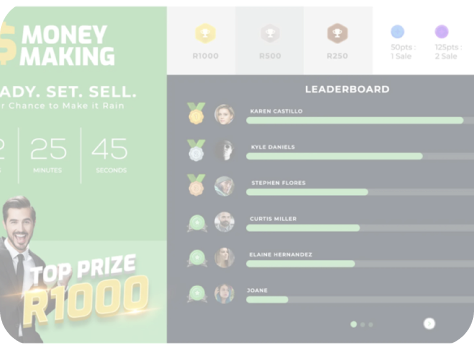 $ MONEY
MAKING
ADY. SET. SELL.
r Chance to Make it Rain
2 25 45
MINUTES SECONDS
TOP PRIZE
R1000
R1000 R500 R250
50pts : 125pts :
1 Sale 2 Sale
LEADERBOARD
KAREN CASTILLO
KYLE DANIELS
STEPHEN FLORES
CURTIS MILLER
ELAINE HERNANDEZ
JOANE